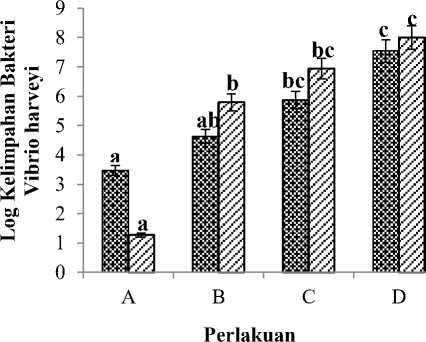 Log Kelimpahan Bakteri
Vibrio harveyi
9
8
7
6
5
4
3
2
1
0
a
a
ab
b
bc
bc
c
c
A
B
C
D
Perlakuan